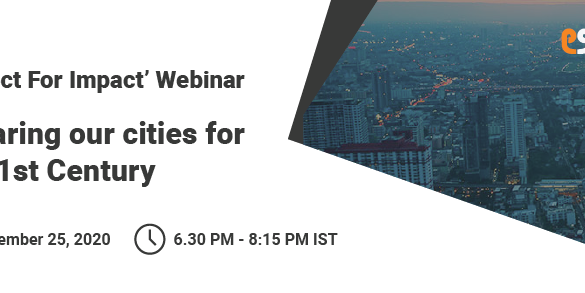 ct For Impact’ Webinar
aring our cities for
1st Century
ember 25, 2020
6.30 PM - 8:15 PM IST